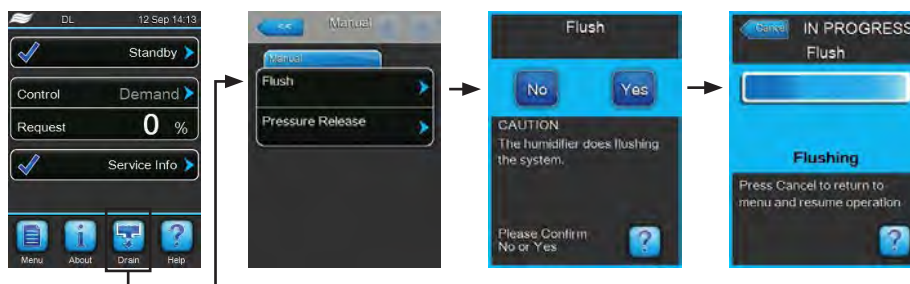 DL 12 Sep 14:13
Standby
Control Demand
Request 0 %
Service Info
Menu About Drain Help
<< Manual
Manual
Flush
Pressure Release
Flush
No Yes
CAUTION
The humidifier does flushing
the system.
Please Confirm
No or Yes
?
Cancel IN PROGRESS
Flush
Flushing
Press Cancel to return to
menu and resume operation
?